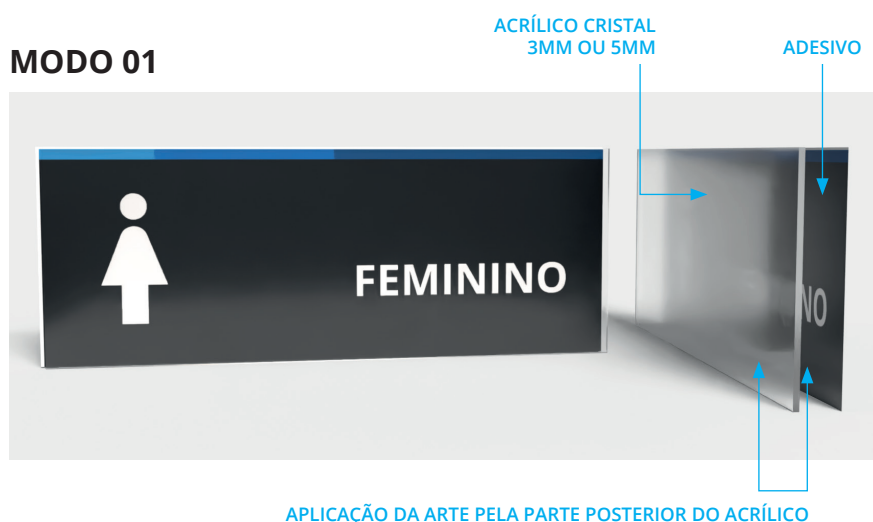 ACRÍLICO CRISTAL
3MM OU 5MM
ADESIVO
MODO 01
FEMININO
NO
APLICAÇÃO DA ARTE PELA PARTE POSTERIOR DO ACRÍLICO